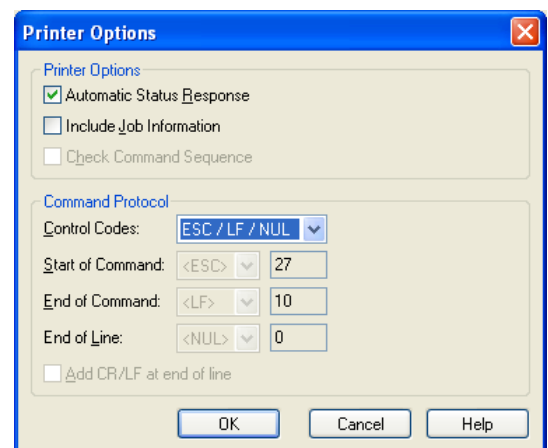 Printer Options
Printer Options
Automatic Status Response
Include Job Information
Check Command Sequence
Command Protocol
Control Codes: ESC / LF / NUL
Start of Command: <ESC> 27
End of Command: <LF> 10
End of Line: <NUL> 0
Add CR/LF at end of line
OK Cancel Help